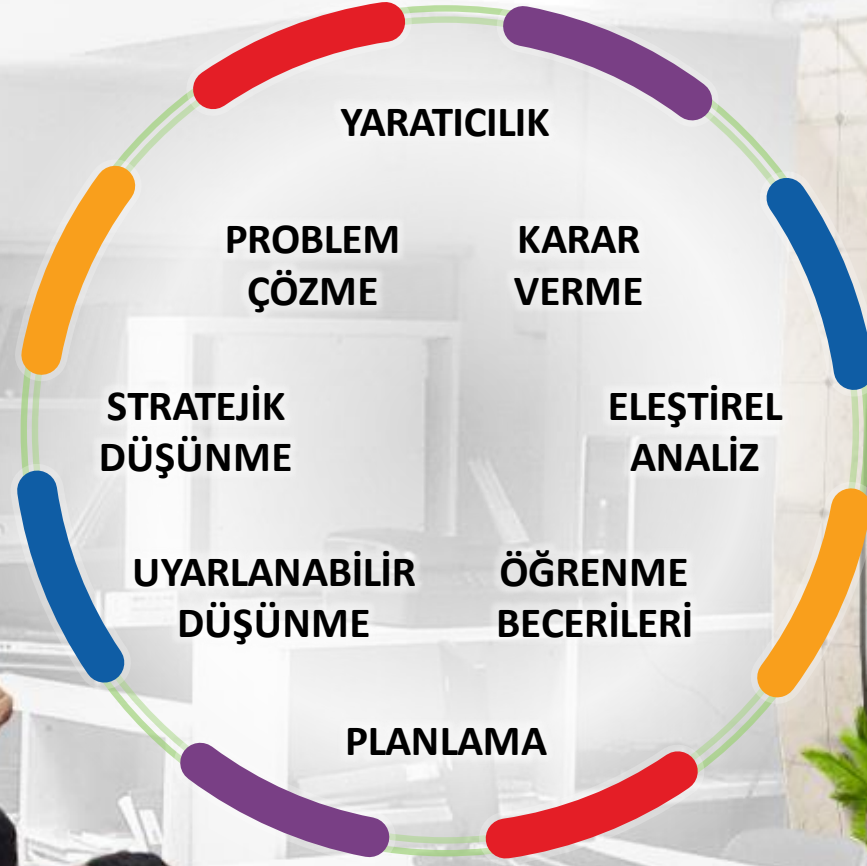 YARATICILIK
PROBLEM
ÇÖZME
KARAR
VERME
STRATEJİK
DÜŞÜNME
ELEŞTİREL
ANALİZ
UYARLANABİLİR
DÜŞÜNME
ÖĞRENME
BECERİLERİ
PLANLAMA